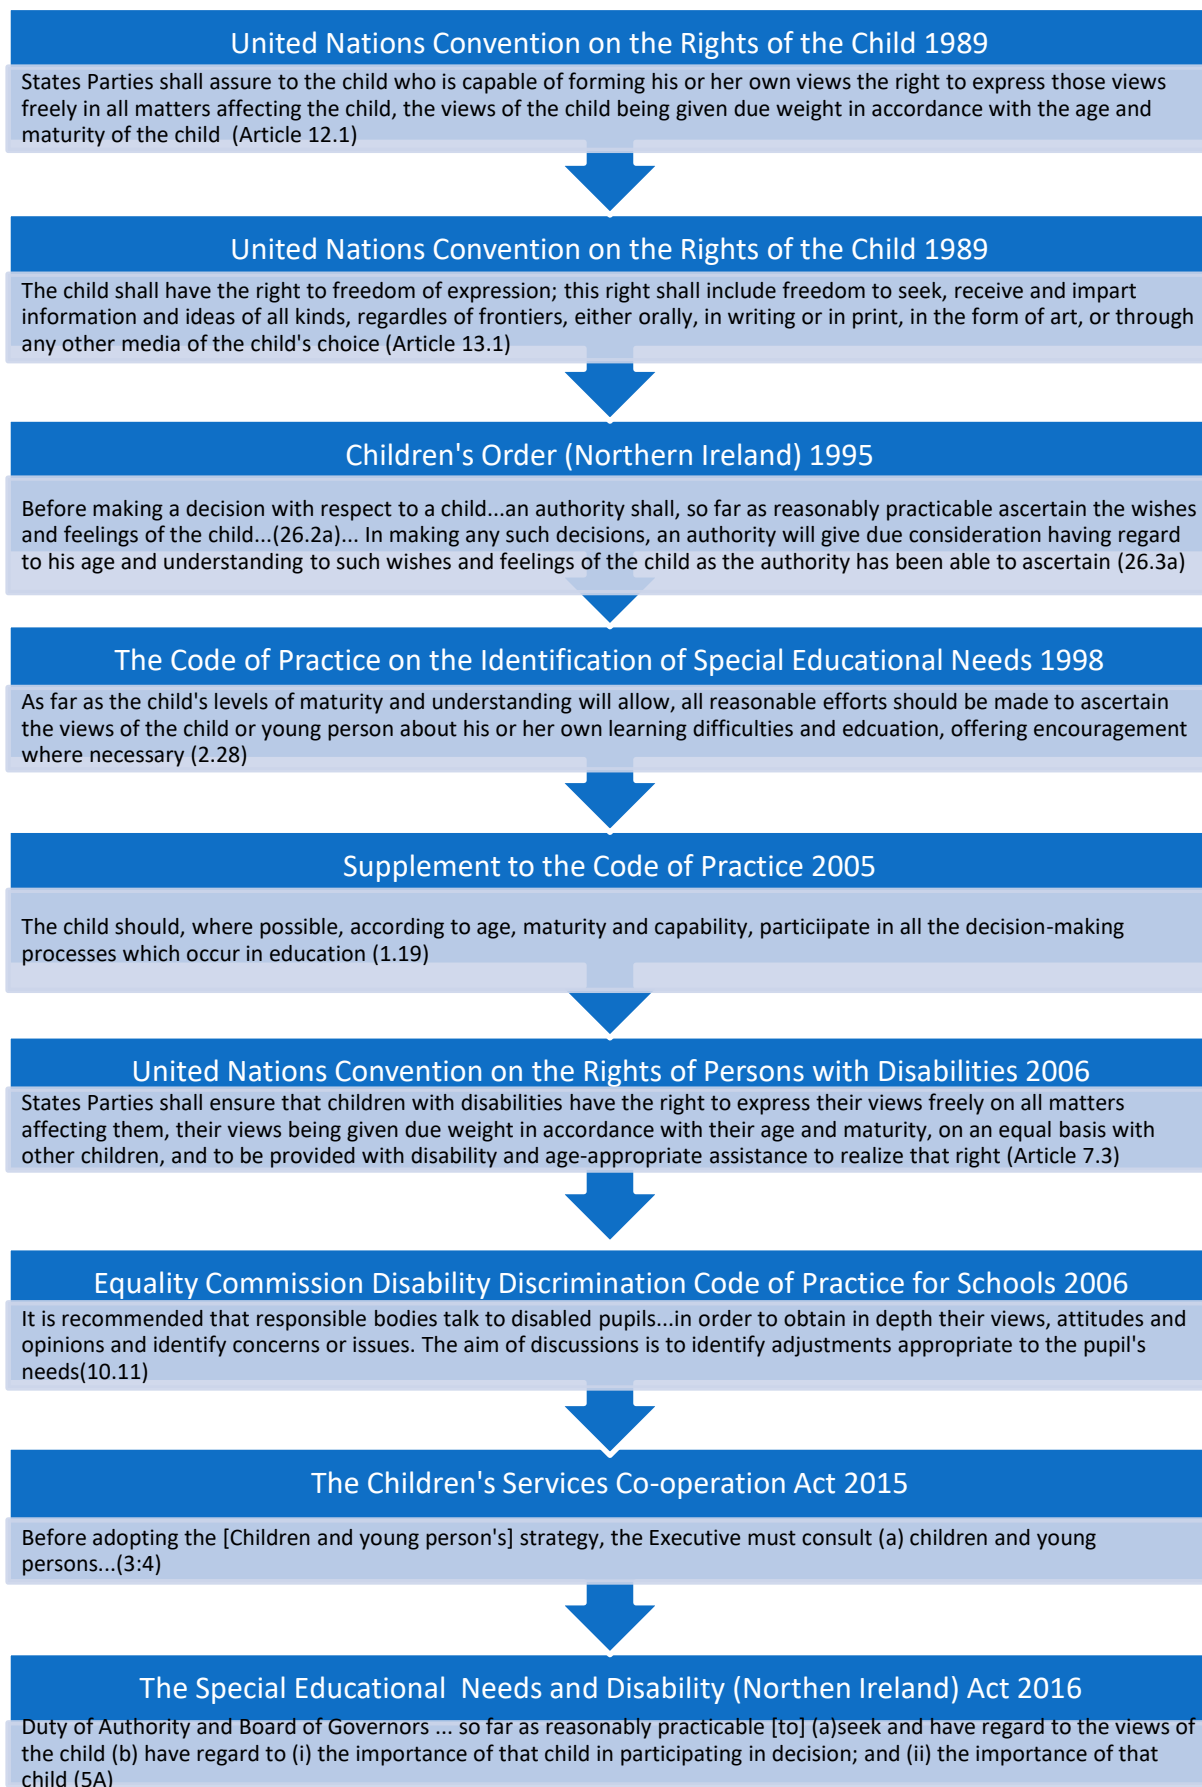 United Nations Convention on the Rights of the Child 1989
States Parties shall assure to the child who is capable of forming his or her own views the right to express those views
freely in all matters affecting the child, the views of the child being given due weight in accordance with the age and
maturity of the child  (Article 12.1)
United Nations Convention on the Rights of the Child 1989
The child shall have the right to freedom of expression; this right shall include freedom to seek, receive and impart
information and ideas of all kinds, regardles of frontiers, either orally, in writing or in print, in the form of art, or through
any other media of the child's choice (Article 13.1)
Children's Order (Northern Ireland) 1995
Before making a decision with respect to a child...an authority shall, so far as reasonably practicable ascertain the wishes
and feelings of the child...(26.2a)... In making any such decisions, an authority will give due consideration having regard
to his age and understanding to such wishes and feelings of the child as the authority has been able to ascertain (26.3a)
The Code of Practice on the Identification of Special Educational Needs 1998
As far as the child's levels of maturity and understanding will allow, all reasonable efforts should be made to ascertain
the views of the child or young person about his or her own learning difficulties and edcuation, offering encouragement
where necessary (2.28)
Supplement to the Code of Practice 2005
The child should, where possible, according to age, maturity and capability, particiipate in all the decision-making
processes which occur in education (1.19)
United Nations Convention on the Rights of Persons with Disabilities 2006
States Parties shall ensure that children with disabilities have the right to express their views freely on all matters
affecting them, their views being given due weight in accordance with their age and maturity, on an equal basis with
other children, and to be provided with disability and age-appropriate assistance to realize that right (Article 7.3)
Equality Commission Disability Discrimination Code of Practice for Schools 2006
It is recommended that responsible bodies talk to disabled pupils...in order to obtain in depth their views, attitudes and
opinions and identify concerns or issues. The aim of discussions is to identify adjustments appropriate to the pupil's
needs(10.11)
The Children's Services Co-operation Act 2015
Before adopting the [Children and young person's] strategy, the Executive must consult (a) children and young
persons...(3:4)
The Special Educational  Needs and Disability (Northen Ireland) Act 2016
Duty of Authority and Board of Governors ... so far as reasonably practicable [to] (a)seek and have regard to the views of
the child (b) have regard to (i) the importance of that child in participating in decision; and (ii) the importance of that
child (5A)